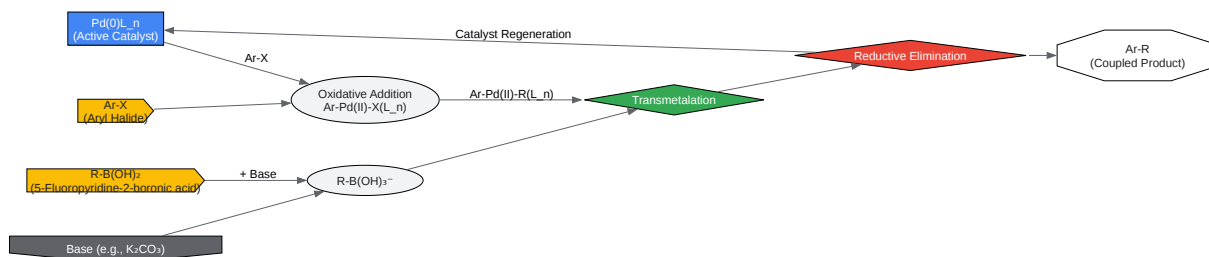 Pd(0)L_n
(Active Catalyst)
Catalyst Regeneration
Reductive Elimination
Ar-R
(Coupled Product)
Ar-X
Oxidative Addition
Ar-Pd(II)-X(L_n)
Ar-Pd(II)-R(L_n)
Transmetalation
Ar-X
(Aryl Halide)
R-B(OH)₂
(5-Fluoropyridine-2-boronic acid)
+ Base
R-B(OH)₃⁻
Base (e.g., K₂CO₃)